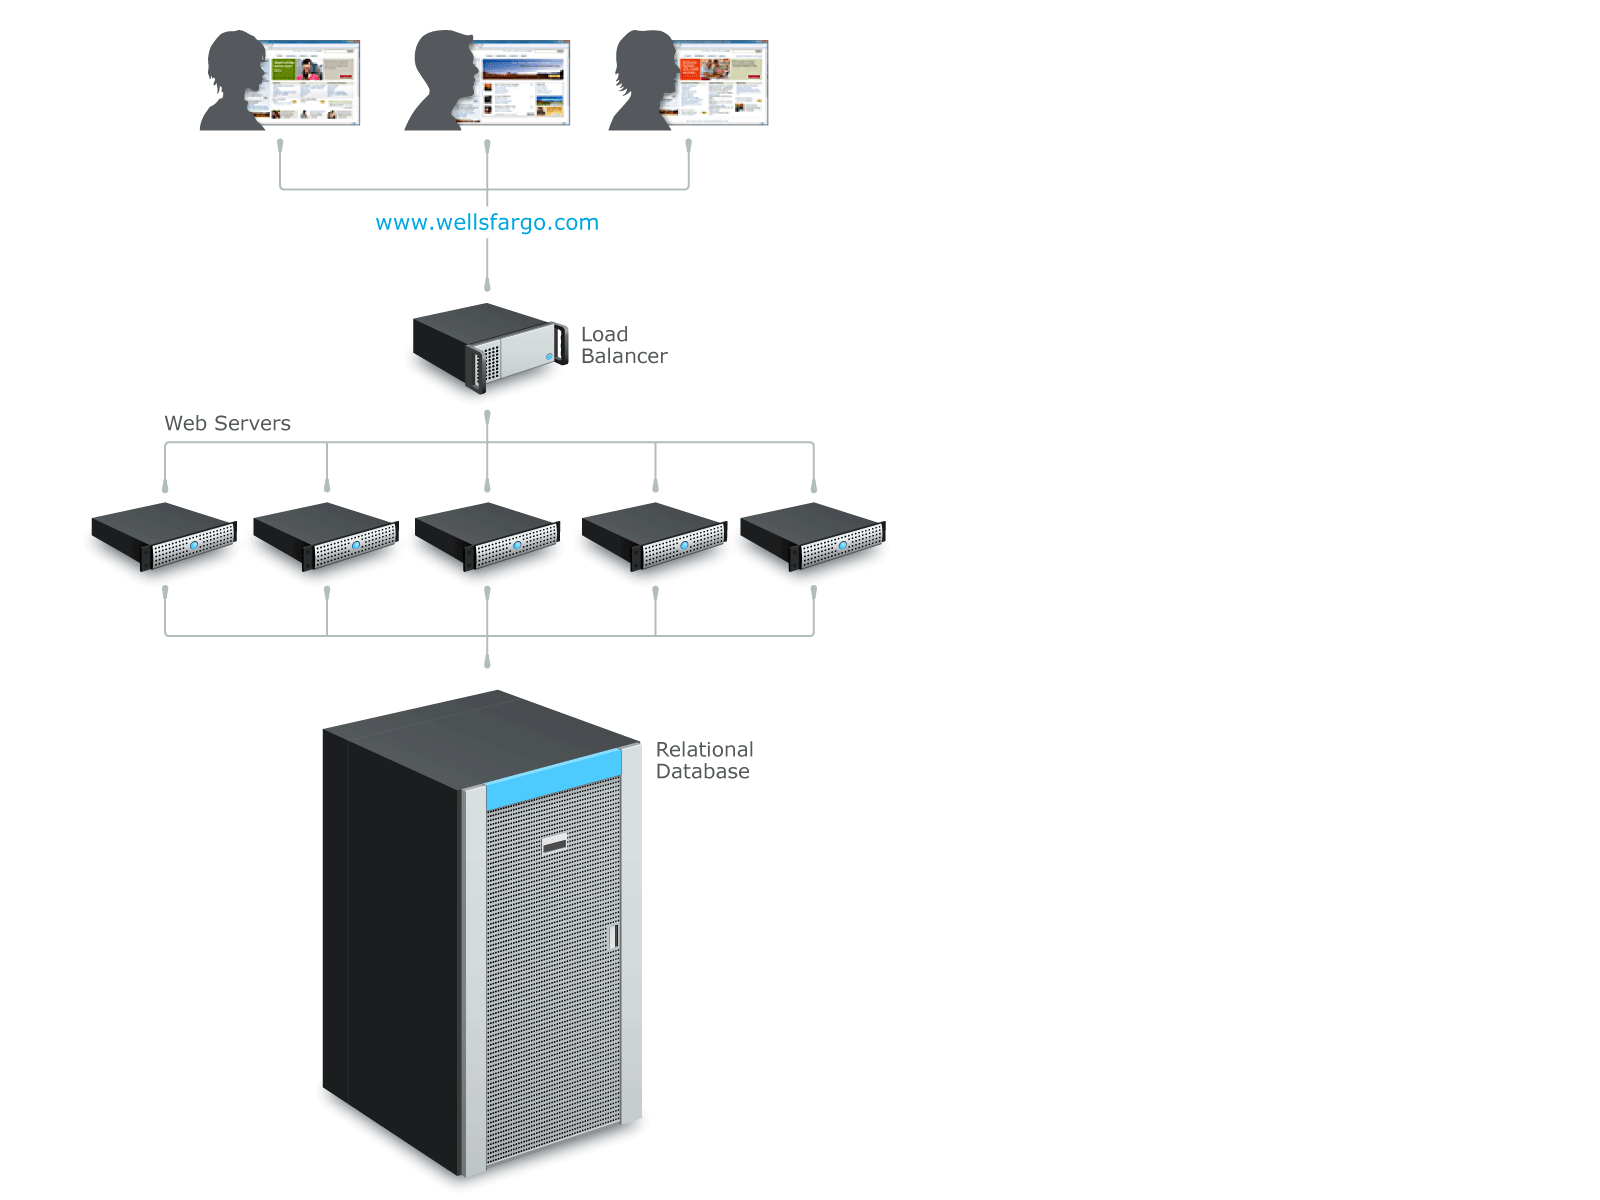 www.wellsfargo.com
Load
Balancer
Web Servers
Relational
Database